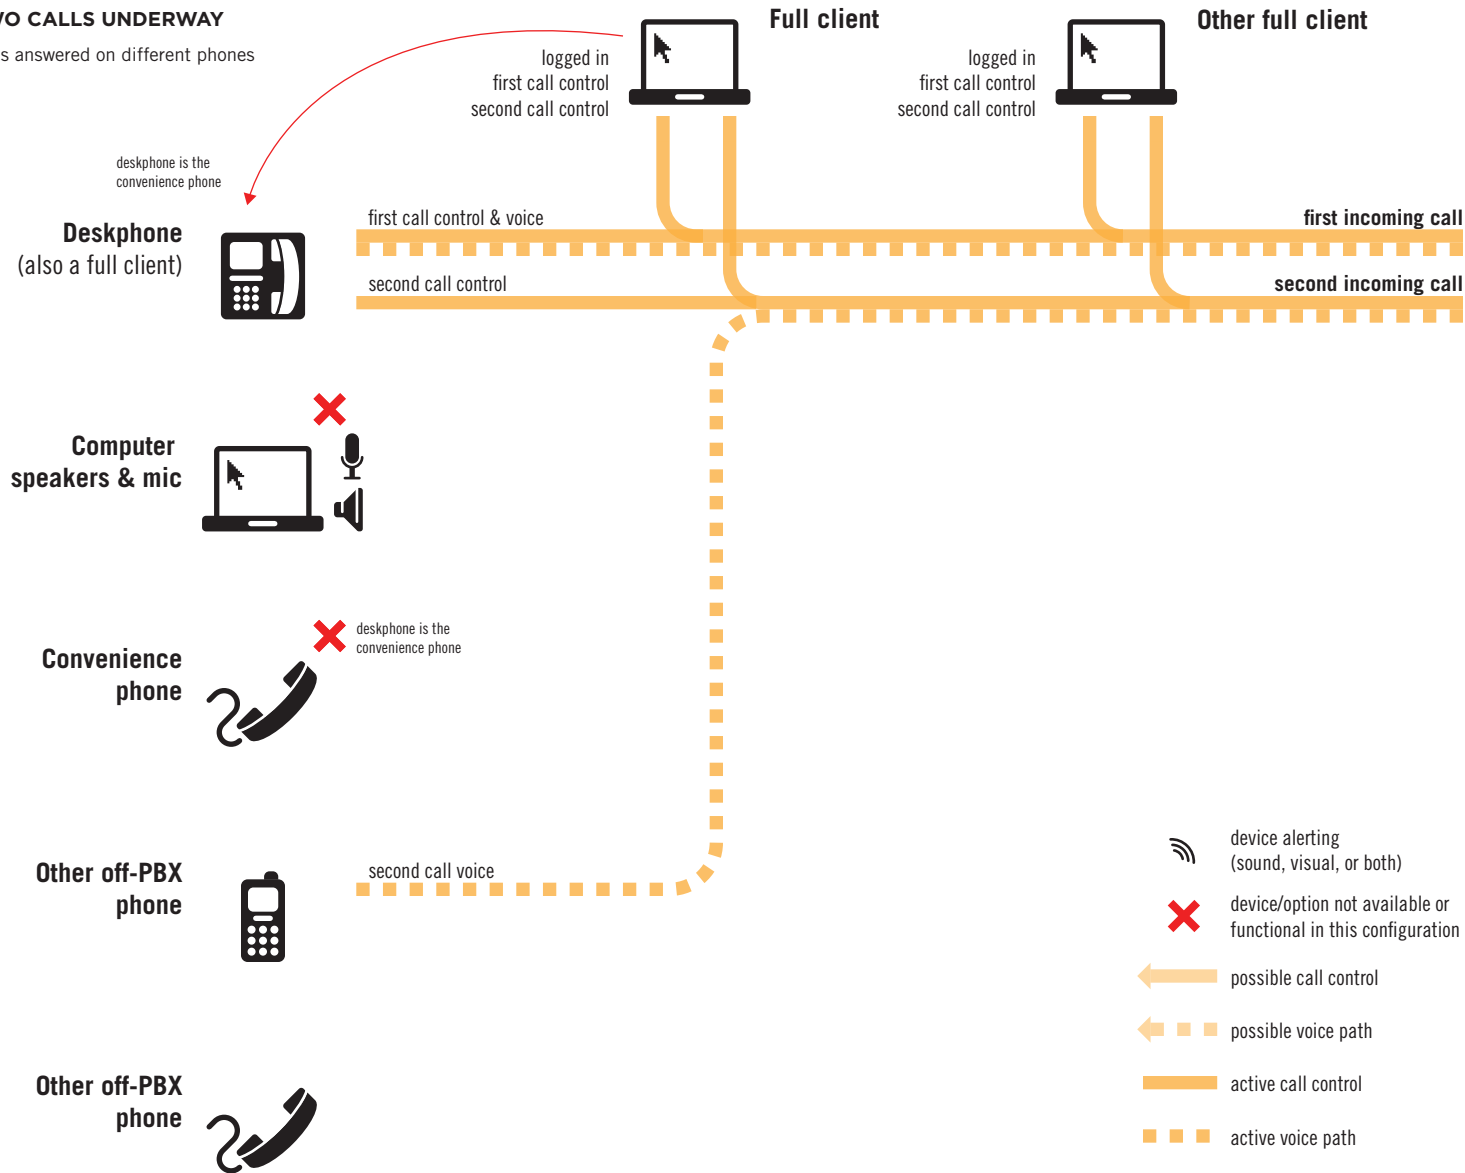 WO CALLS UNDERWAY
s answered on different phones
Full client
Other full client
logged in
first call control
second call control
logged in
first call control
second call control
deskphone is the
convenience phone
Deskphone
(also a full client)
first call control & voice
first incoming call
second call control
second incoming call
Computer
speakers & mic
deskphone is the
convenience phone
Convenience
phone
Other off-PBX
phone
second call voice
Other off-PBX
phone
device alerting
(sound, visual, or both)
device/option not available or
functional in this configuration
possible call control
possible voice path
active call control
active voice path